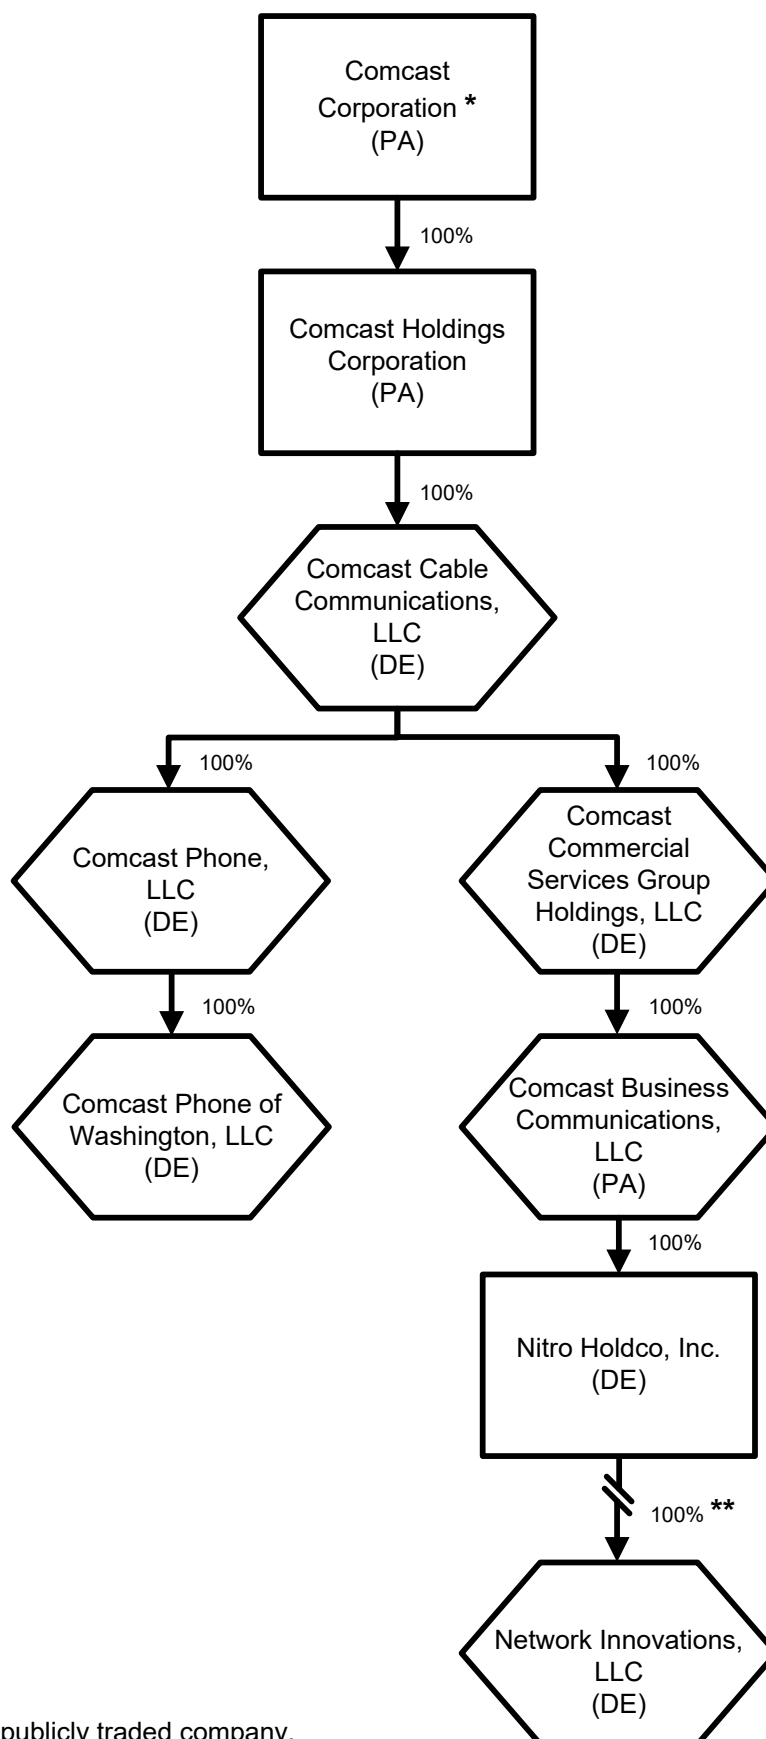 Comcast
Corporation *
(PA)
100%
Comcast Holdings
Corporation
(PA)
100%
Comcast Cable
Communications,
LLC
(DE)
100%
100%
Comcast Phone,
LLC
(DE)
Comcast
Commercial
Services Group
Holdings, LLC
(DE)
100%
100%
Comcast Phone of
Washington, LLC
(DE)
Comcast Business
Communications,
LLC
(PA)
100%
Nitro Holdco, Inc.
(DE)
100% **
Network Innovations,
LLC
(DE)
publicly traded company.